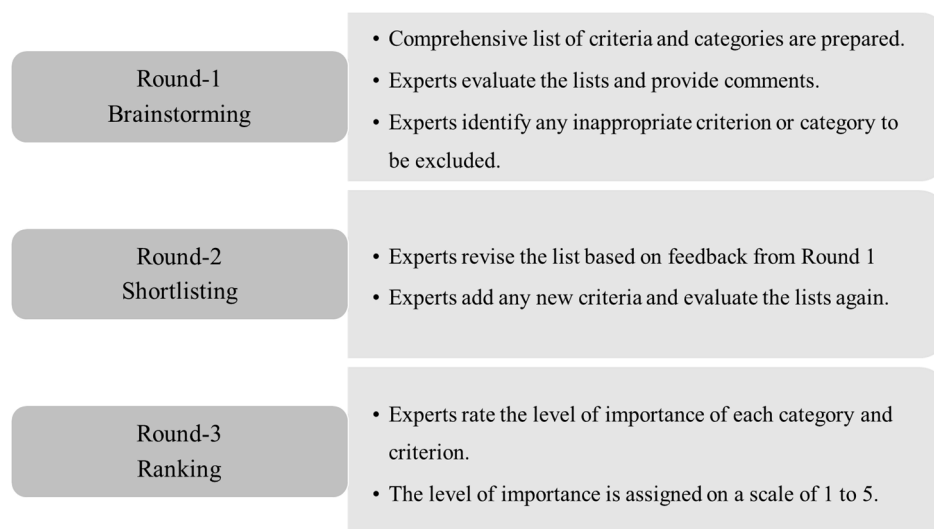 Round-1
Brainstorming
• Comprehensive list of criteria and categories are prepared.
• Experts evaluate the lists and provide comments.
• Experts identify any inappropriate criterion or category to
be excluded.
Round-2
Shortlisting
• Experts revise the list based on feedback from Round 1
• Experts add any new criteria and evaluate the lists again.
Round-3
Ranking
• Experts rate the level of importance of each category and
criterion.
• The level of importance is assigned on a scale of 1 to 5.